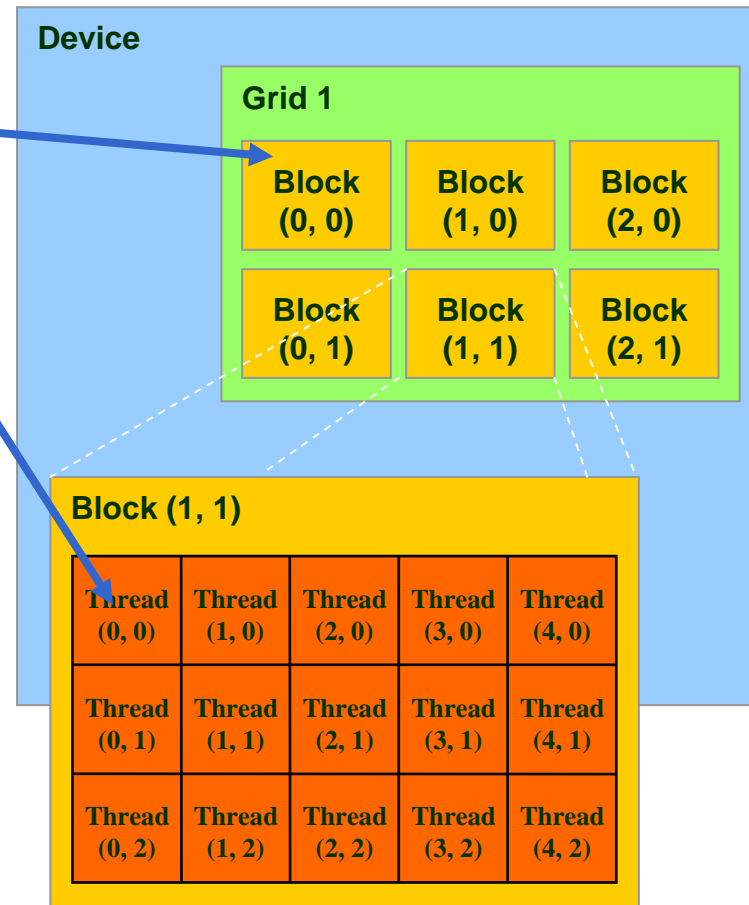 Device
Grid 1
Block Block Block
(0, 0) (1, 0) (2, 0)
Block Block Block
(0, 1) (1, 1) (2, 1)
Block (1, 1)
Thread Thread Thread Thread Thread
(0, 0) (1, 0) (2, 0) (3, 0) (4, 0)
Thread Thread Thread Thread Thread
(0, 1) (1, 1) (2, 1) (3, 1) (4, 1)
Thread Thread Thread Thread Thread
(0, 2) (1, 2) (2, 2) (3, 2) (4, 2)